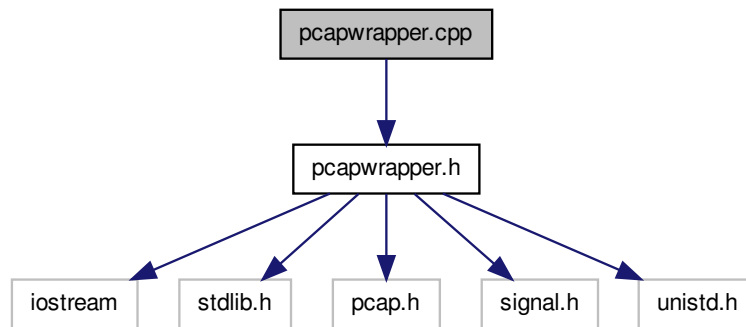 pcapwrapper.cpp
pcapwrapper.h
iostream
stdlib.h
pcap.h
signal.h
unistd.h